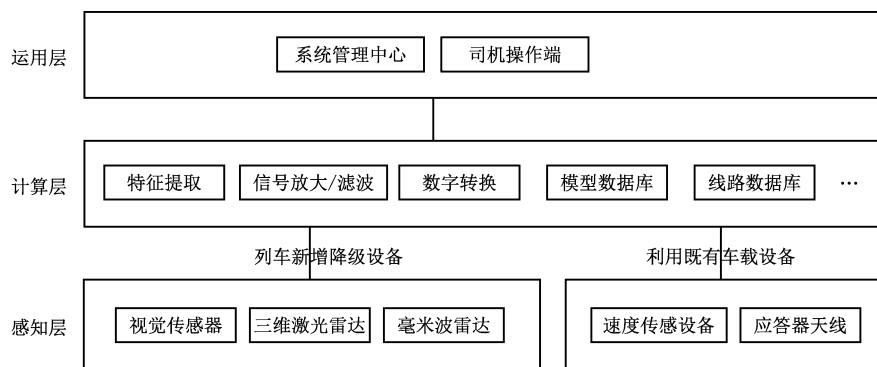 运用层
系统管理中心
司机操作端
计算层
特征提取
信号放大/滤波
数字转换
模型数据库
线路数据库
…
列车新增降级设备
利用既有车载设备
感知层
视觉传感器
三维激光雷达
毫米波雷达
速度传感设备
应答器天线